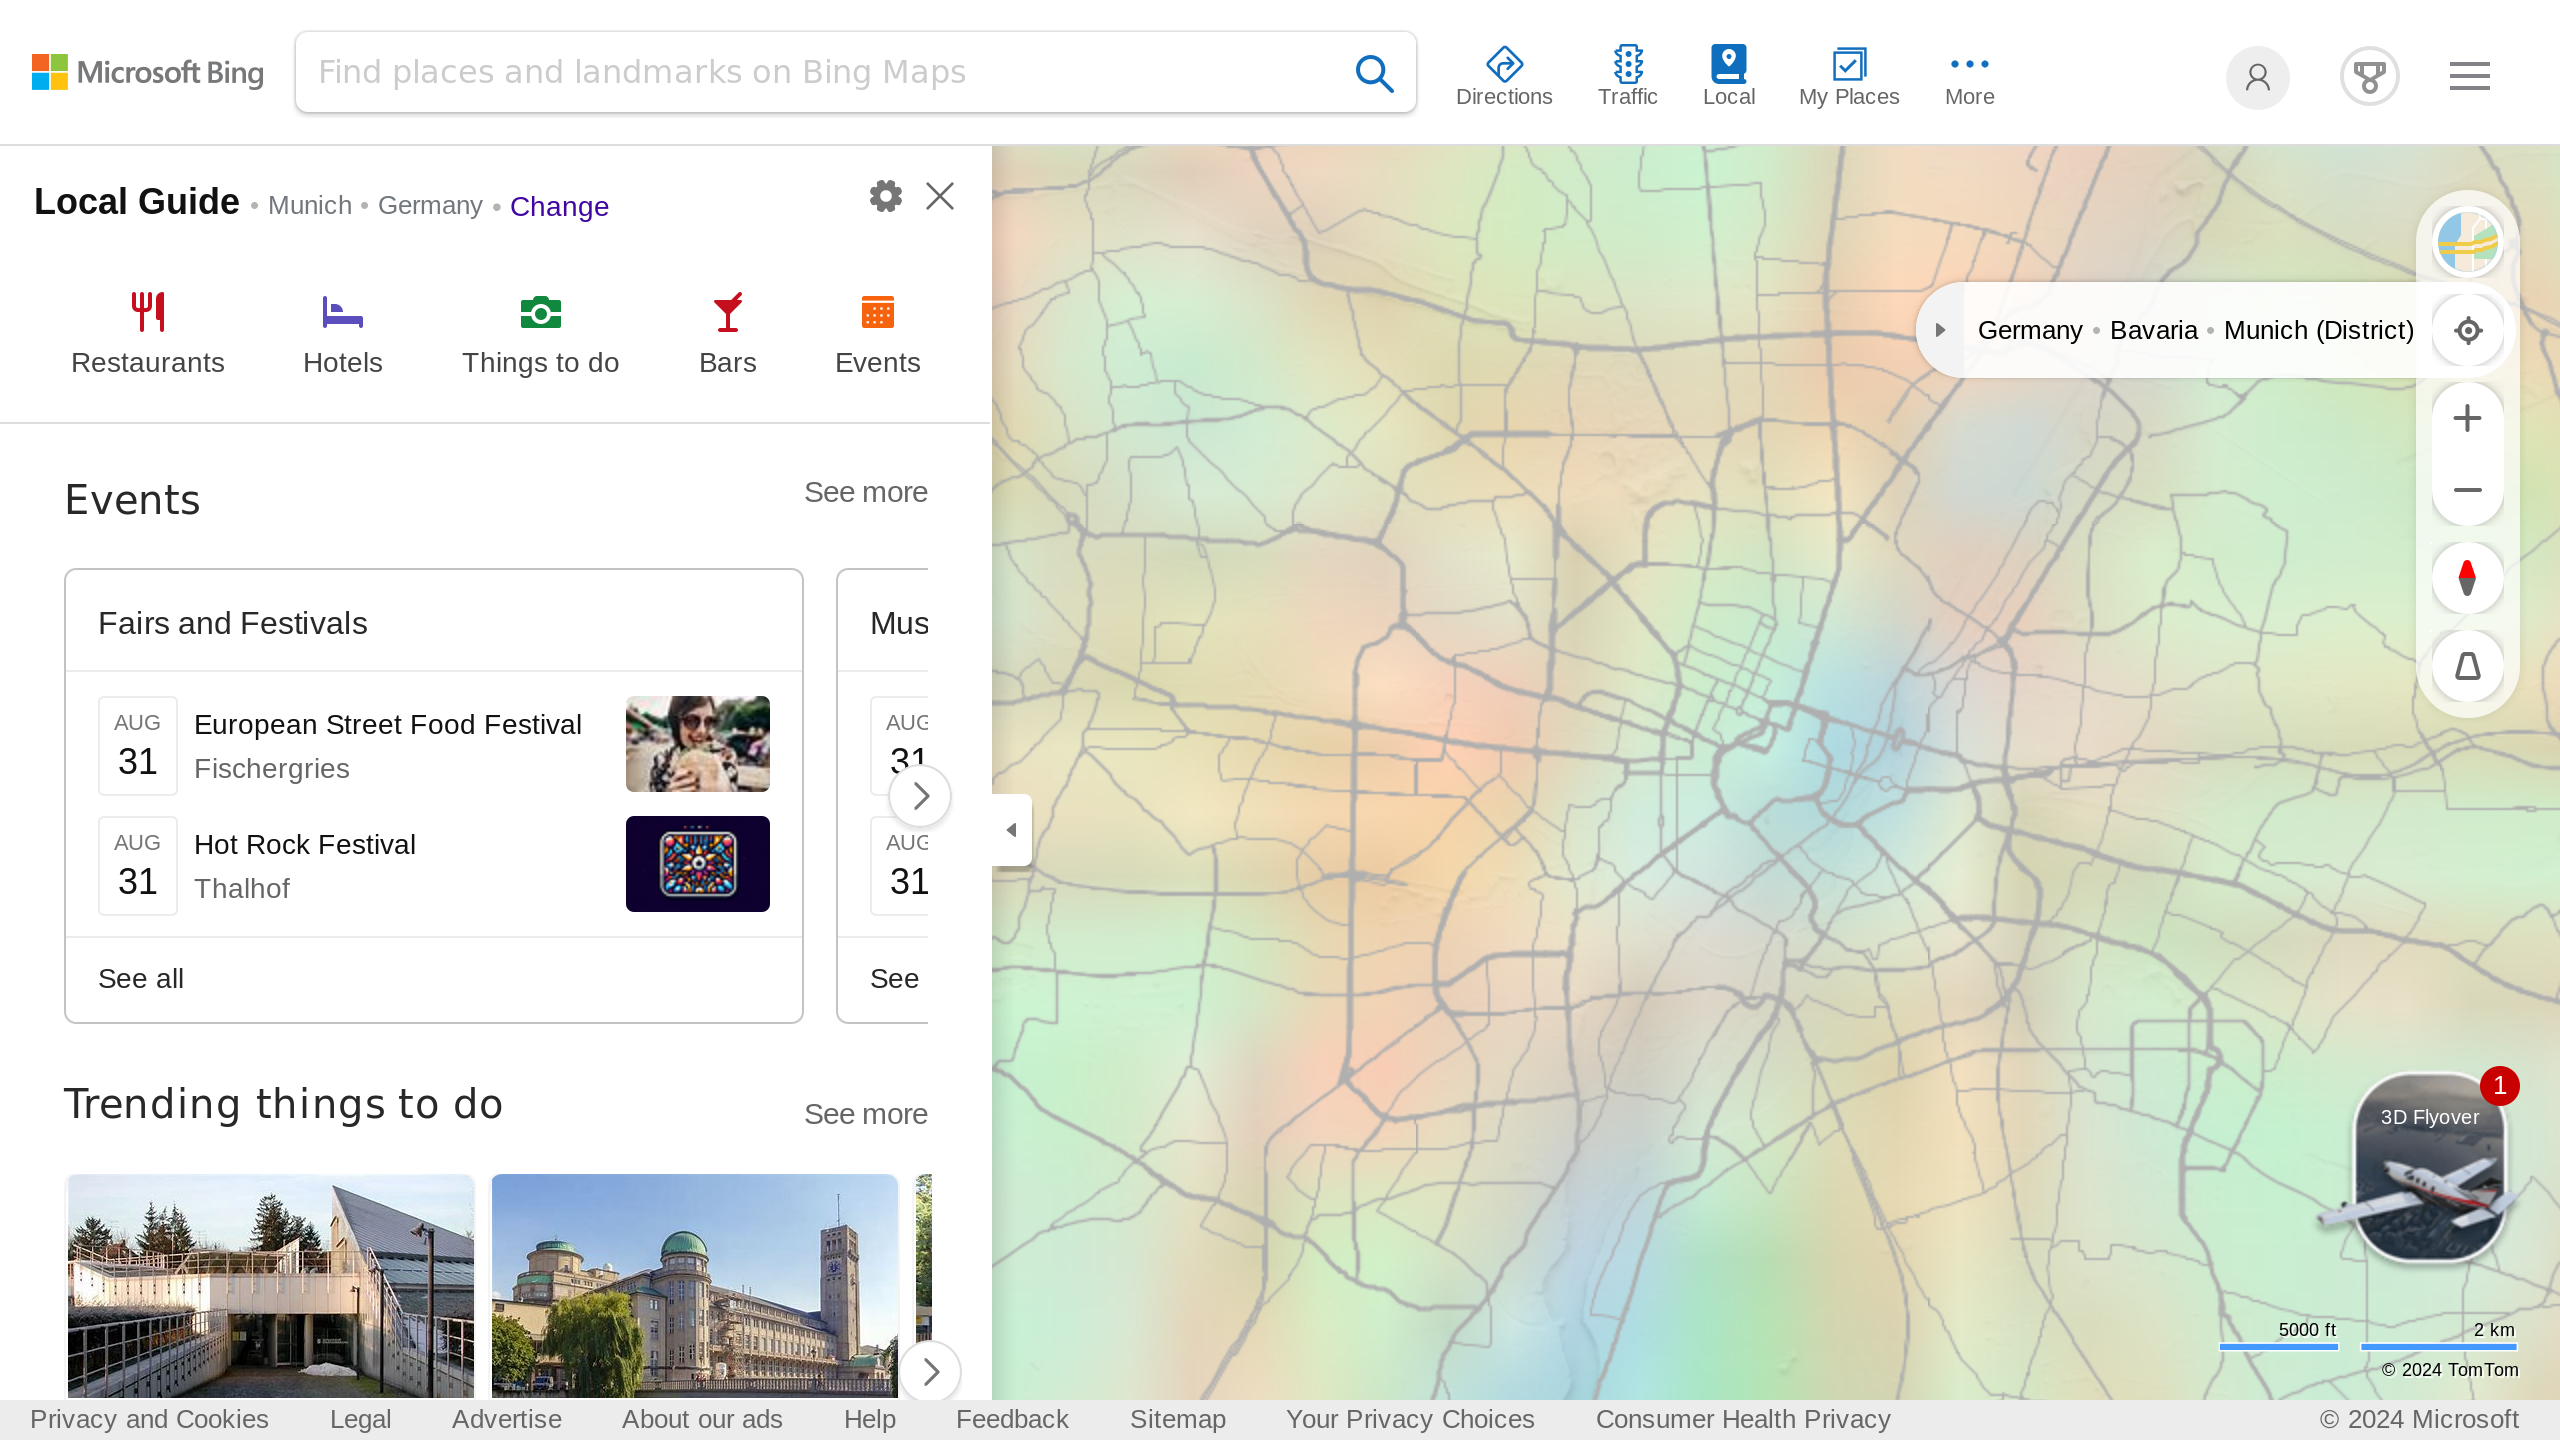 Microsoft Bing
Find places and landmarks on Bing Maps
Directions
Traffic
Local
My Places
More
Local Guide • Munich • Germany • Change
Restaurants
Hotels
Things to do
Bars
Events
Events
See more
Fairs and Festivals
AUG
31
European Street Food Festival
Fischergries
AUG
31
Hot Rock Festival
Thalhof
See all
Mus
AUG
31
AUG
31
See
Trending things to do
See more
Germany • Bavaria • Munich (District)
1
3D Flyover
5000 ft
2 km
© 2024 TomTom
Privacy and Cookies
Legal
Advertise
About our ads
Help
Feedback
Sitemap
Your Privacy Choices
Consumer Health Privacy
© 2024 Microsoft